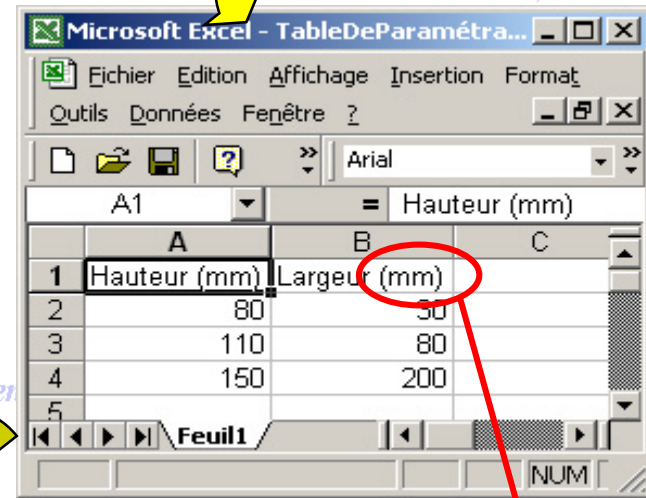 Microsoft Excel - TableDeParamétra...
Fichier Edition Affichage Insertion Format
Outils Données Fenêtre ?
Arial
A1 = Hauteur (mm)
A B C
1 Hauteur (mm) Largeur (mm)
2 80
3 110 80
4 150 200
5
Feuil1
NUM